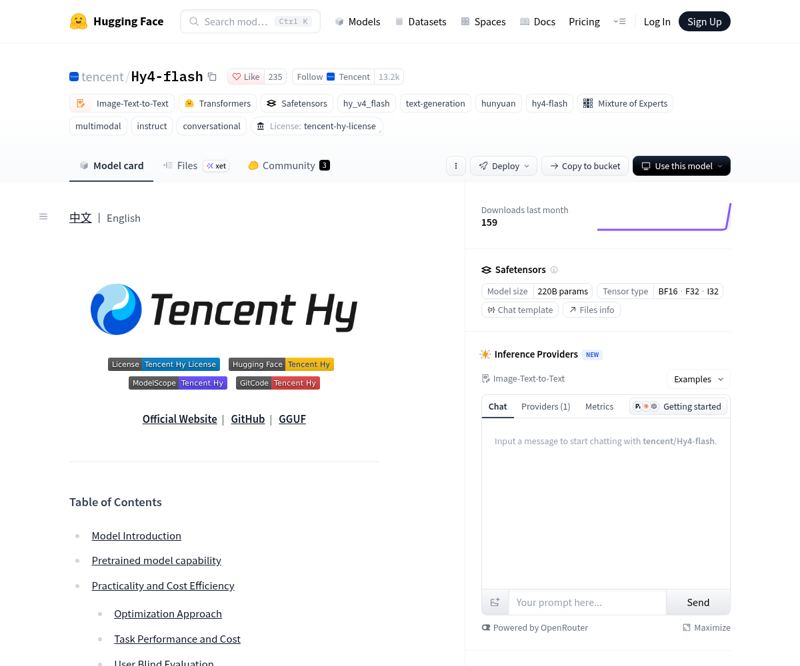 Hugging Face
Search mod… Ctrl K
Models
Datasets
Spaces
Docs
Pricing
Log In
Sign Up
tencent/Hy4-flash
Like 235
Follow Tencent 13.2k
Image-Text-to-Text
Transformers
Safetensors
hy_v4_flash
text-generation
hunyuan
hy4-flash
Mixture of Experts
multimodal
instruct
conversational
License: tencent-hy-license
Model card
Files xet
Community 3
Deploy
Copy to bucket
Use this model
中文 | English
Tencent Hy
License Tencent Hy License
Hugging Face Tencent Hy
ModelScope Tencent Hy
GitCode Tencent Hy
Official Website | GitHub | GGUF
Table of Contents
Model Introduction
Pretrained model capability
Practicality and Cost Efficiency
Optimization Approach
Task Performance and Cost
User Blind Evaluation
Downloads last month
159
Safetensors
Model size 220B params
Tensor type BF16 · F32 · I32
Chat template
Files info
Inference Providers NEW
Image-Text-to-Text
Examples
Chat
Providers (1)
Metrics
Getting started
Input a message to start chatting with tencent/Hy4-flash.
Your prompt here...
Send
Powered by OpenRouter
Maximize